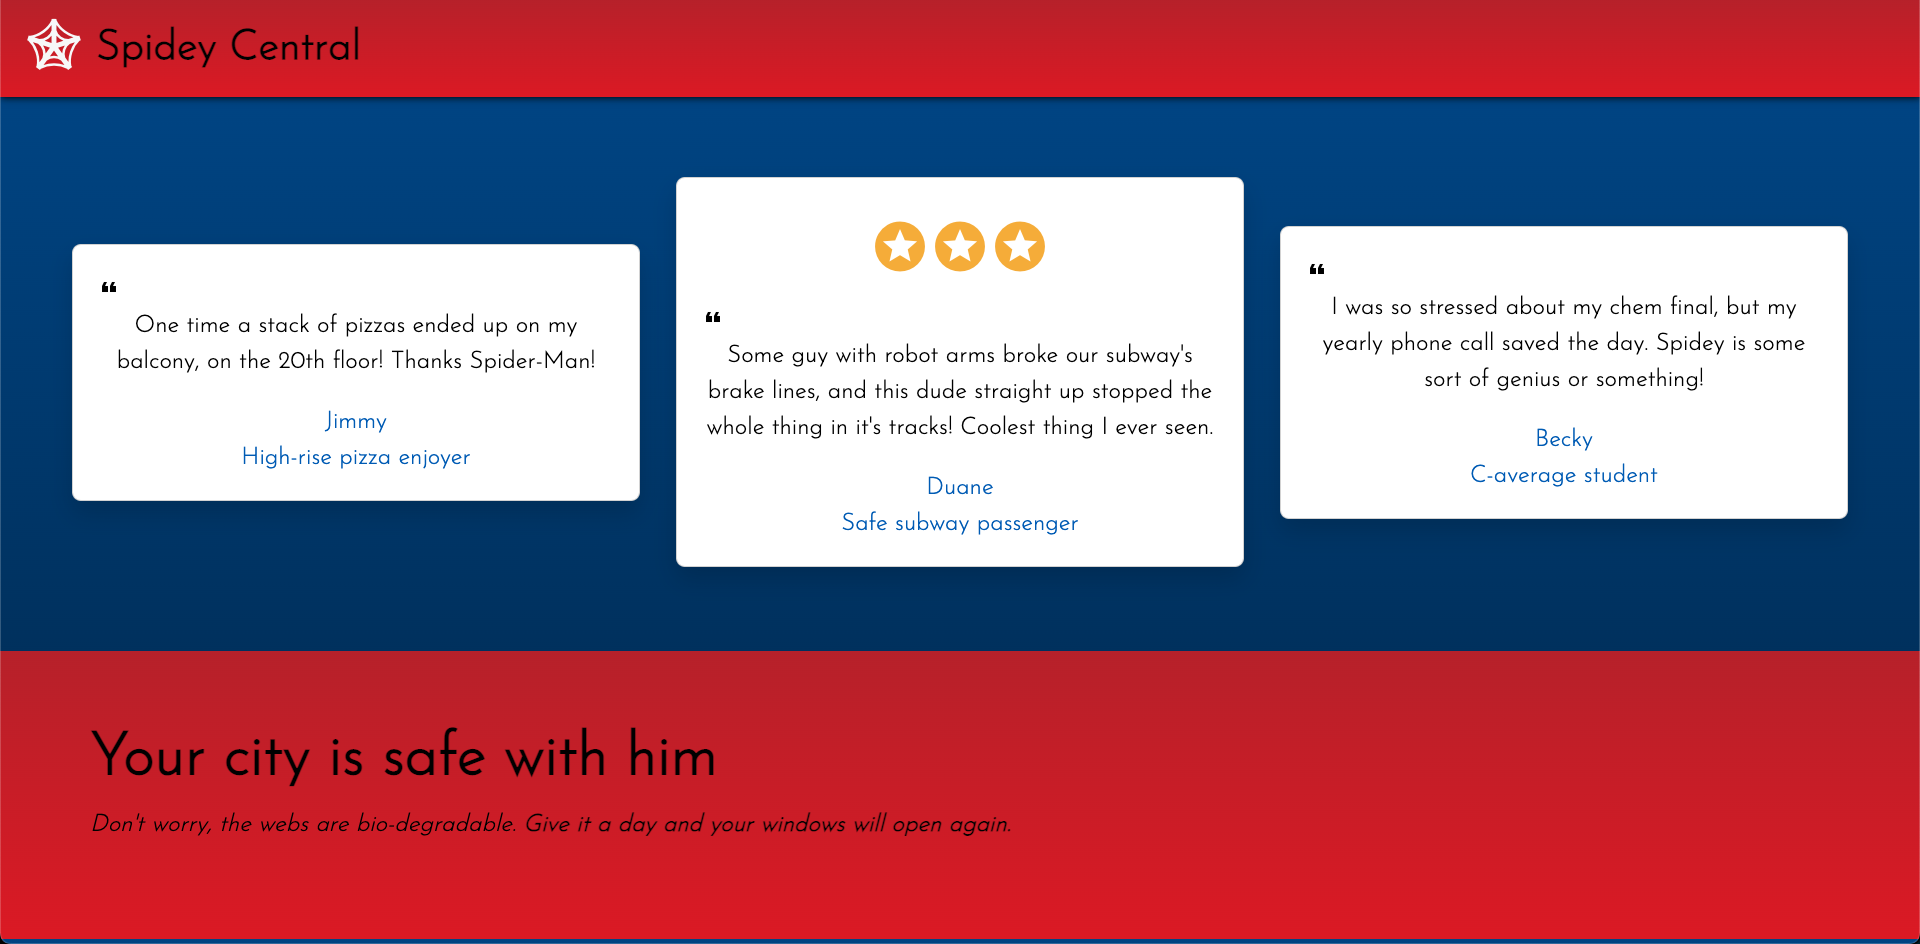 Spidey Central
“
One time a stack of pizzas ended up on my
balcony, on the 20th floor! Thanks Spider-Man!
Jimmy
High-rise pizza enjoyer
“
Some guy with robot arms broke our subway's
brake lines, and this dude straight up stopped the
whole thing in it's tracks! Coolest thing I ever seen.
Duane
Safe subway passenger
“
I was so stressed about my chem final, but my
yearly phone call saved the day. Spidey is some
sort of genius or something!
Becky
C-average student
Your city is safe with him
Don't worry, the webs are bio-degradable. Give it a day and your windows will open again.